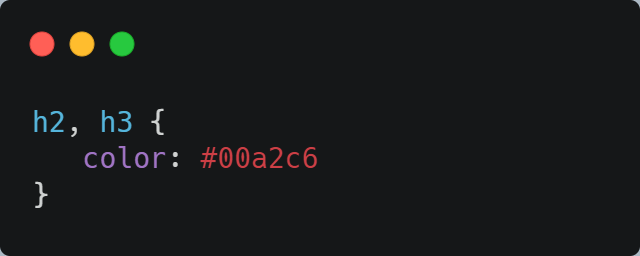 h2, h3 {
   color: #00a2c6
}